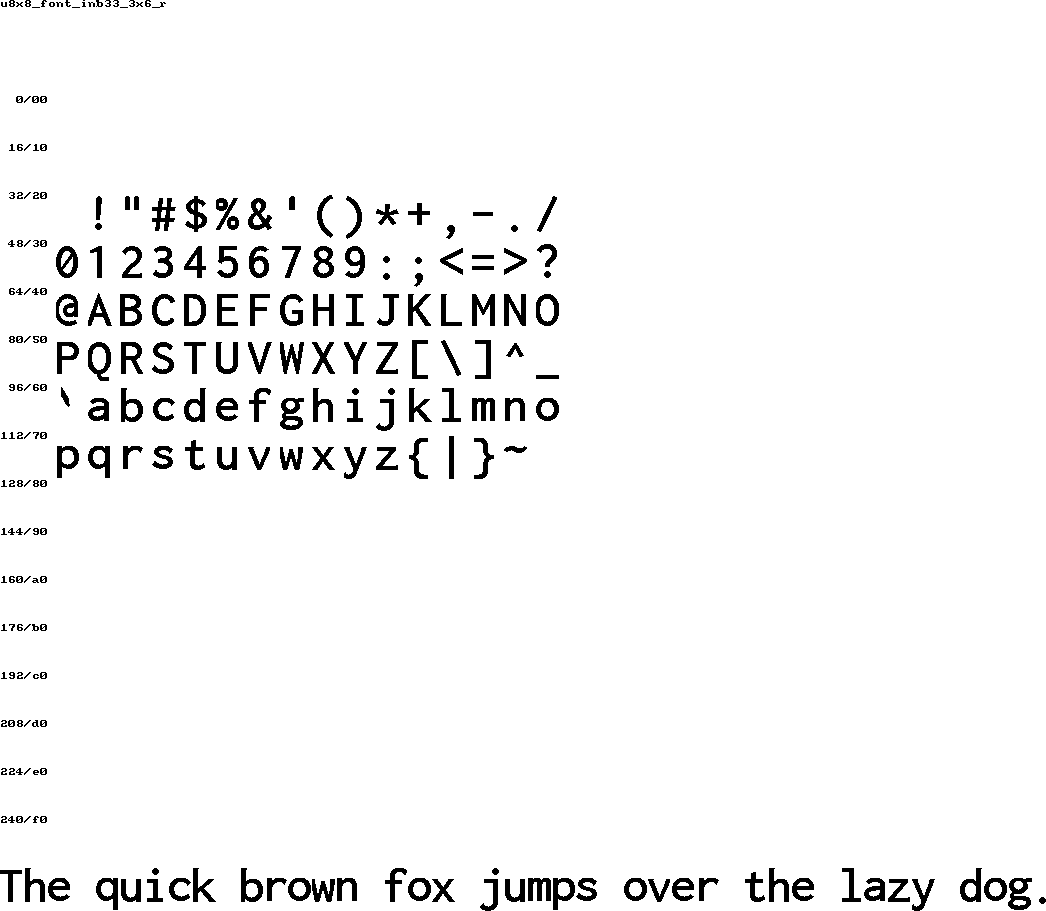 u8x8_font_inb33_3x6_r
0/00
16/10
32/20 !"#$%&'()*+,-./
48/30 0123456789:;<=>?
64/40 @ABCDEFGHIJKLMNO
80/50 PQRSTUVWXYZ[\]^_
96/60 `abcdefghijklmno
112/70 pqrstuvwxyz{|}~
128/80
144/90
160/a0
176/b0
192/c0
208/d0
224/e0
240/f0
The quick brown fox jumps over the lazy dog.